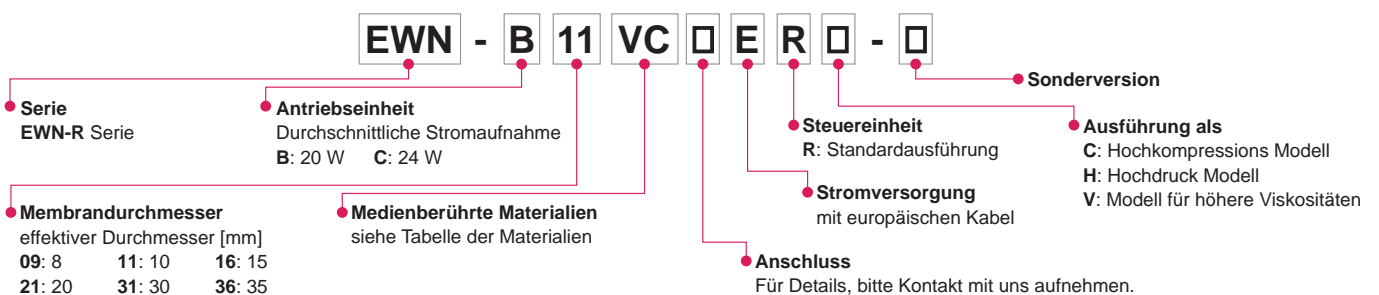 EWN - B 11 VC □ E R □ - □
Sonderversion
Serie
EWN-R Serie
Antriebseinheit
Durchschnittliche Stromaufnahme
B: 20 W C: 24 W
Steuereinheit
R: Standardausführung
Ausführung als
C: Hochkompressions Modell
H: Hochdruck Modell
V: Modell für höhere Viskositäten
Stromversorgung
mit europäischen Kabel
Membrandurchmesser
effektiver Durchmesser [mm]
09: 8 11: 10 16: 15
21: 20 31: 30 36: 35
Medienberührte Materialien
siehe Tabelle der Materialien
Anschluss
Für Details, bitte Kontakt mit uns aufnehmen.